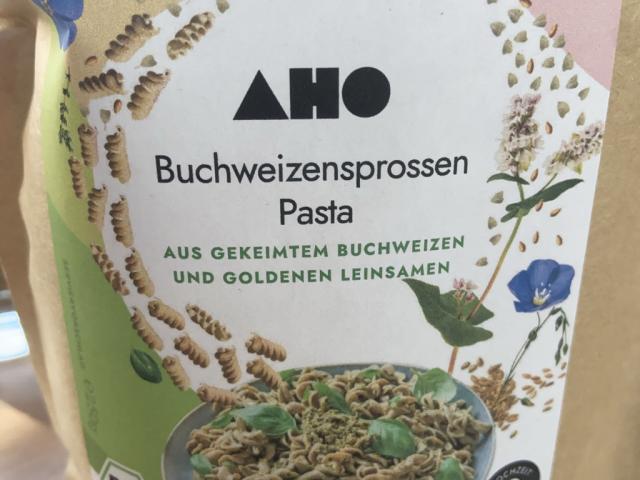 AHO
Buchweizensprossen
Pasta
AUS GEKEIMTEM BUCHWEIZEN
UND GOLDENEN LEINSAMEN